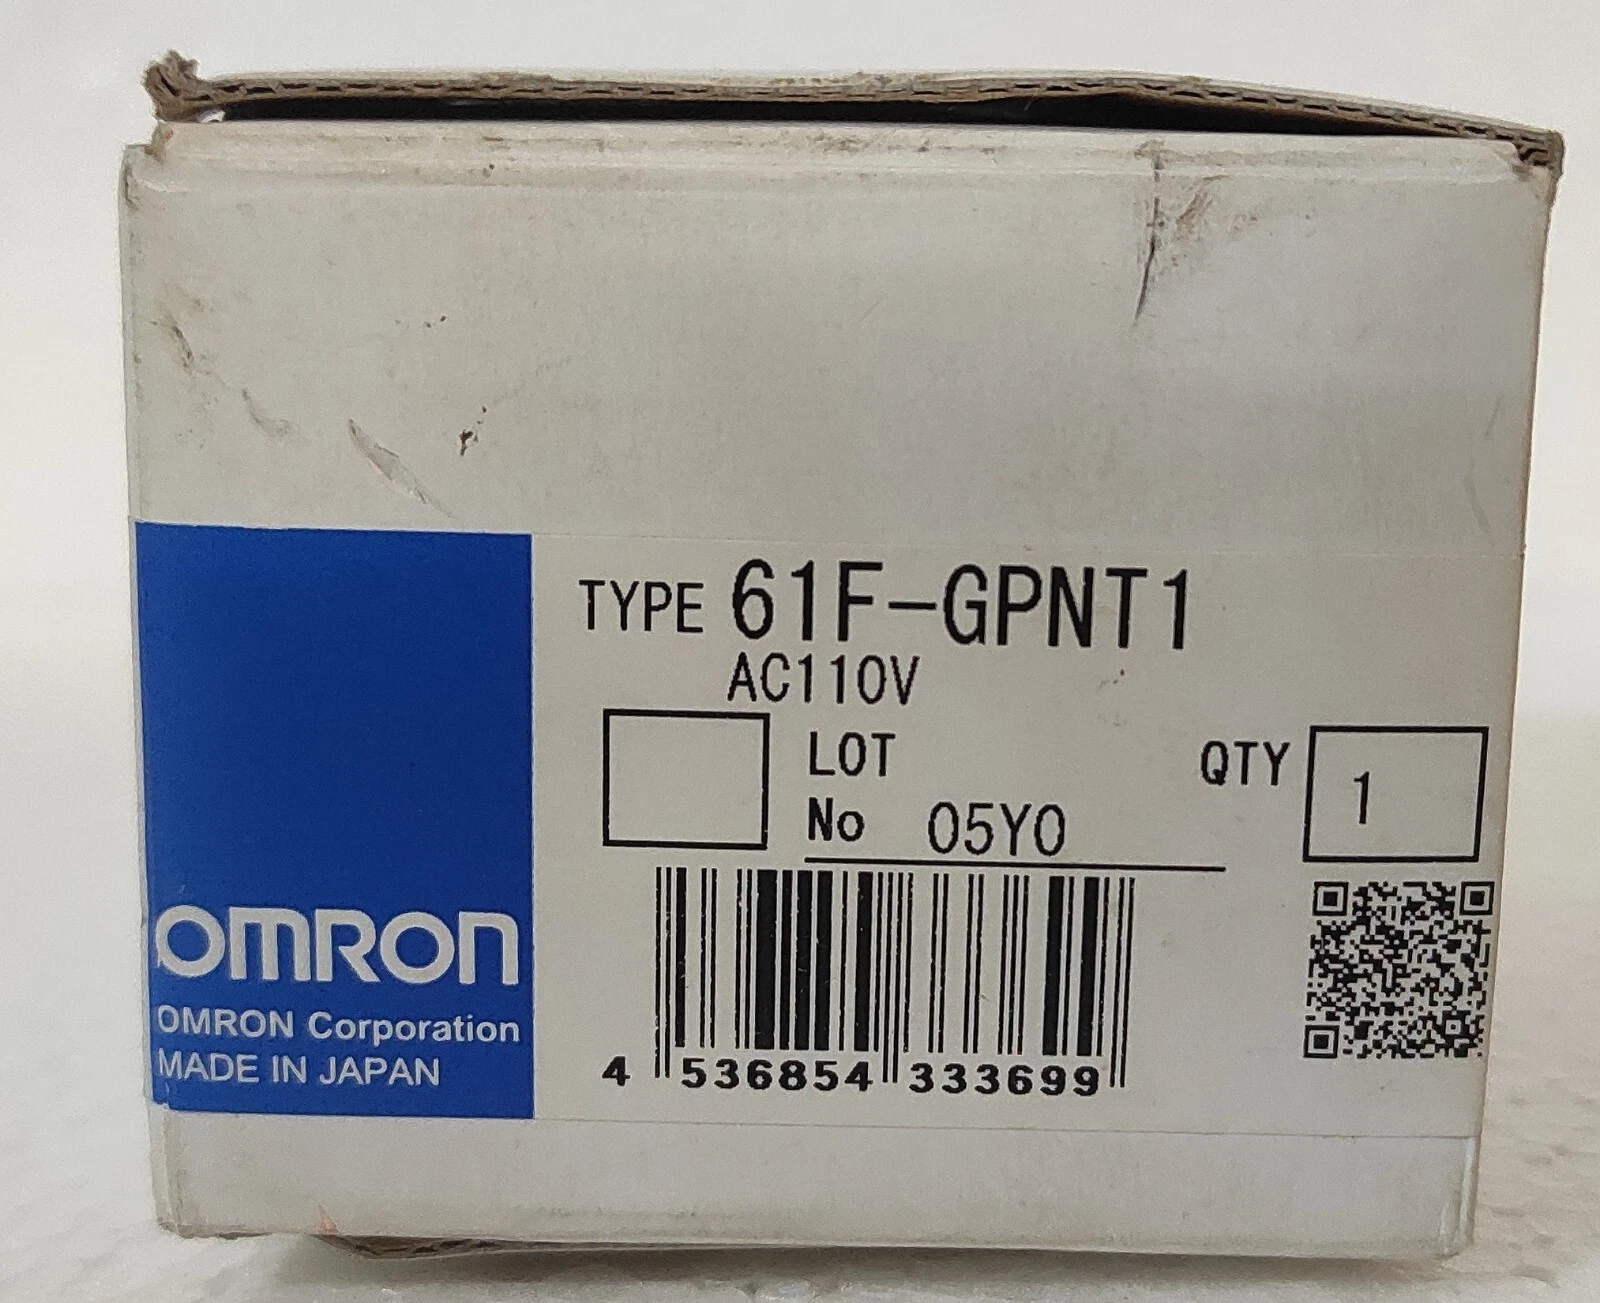 TYPE 61F-GPNT1
AC110V
LOT
No 05Y0
QTY 1
OMRON
OMRON Corporation
MADE IN JAPAN
4 536854 333699